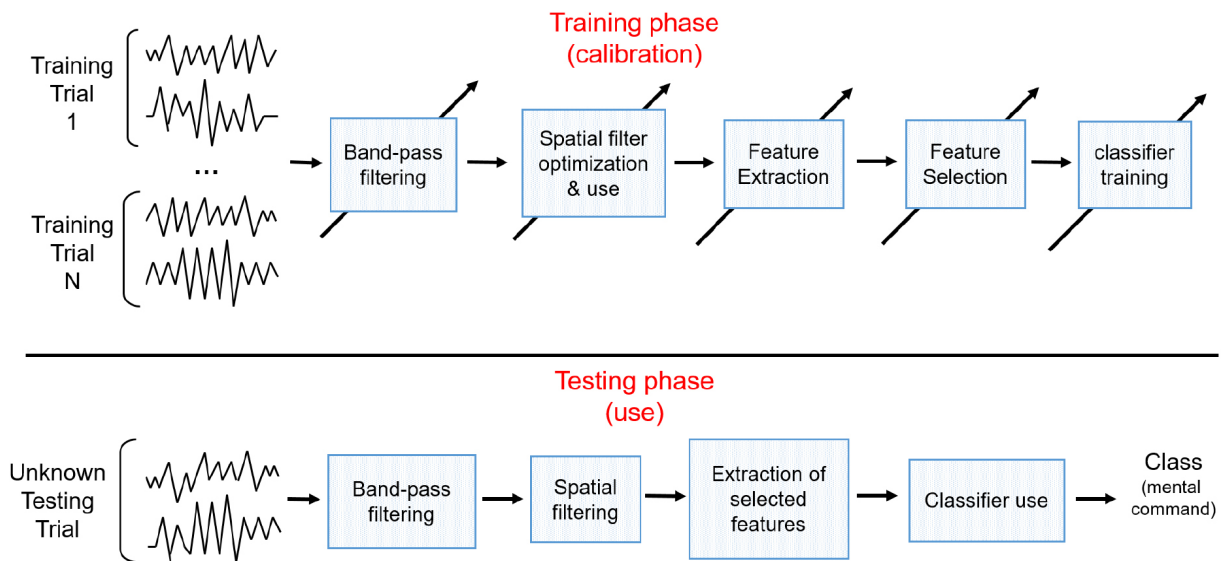 Training phase
(calibration)
Training
Trial
1
...
Training
Trial
N
Band-pass
filtering
Spatial filter
optimization
& use
Feature
Extraction
Feature
Selection
classifier
training
Testing phase
(use)
Unknown
Testing
Trial
Band-pass
filtering
Spatial
filtering
Extraction of
selected
features
Classifier use
Class
(mental
command)